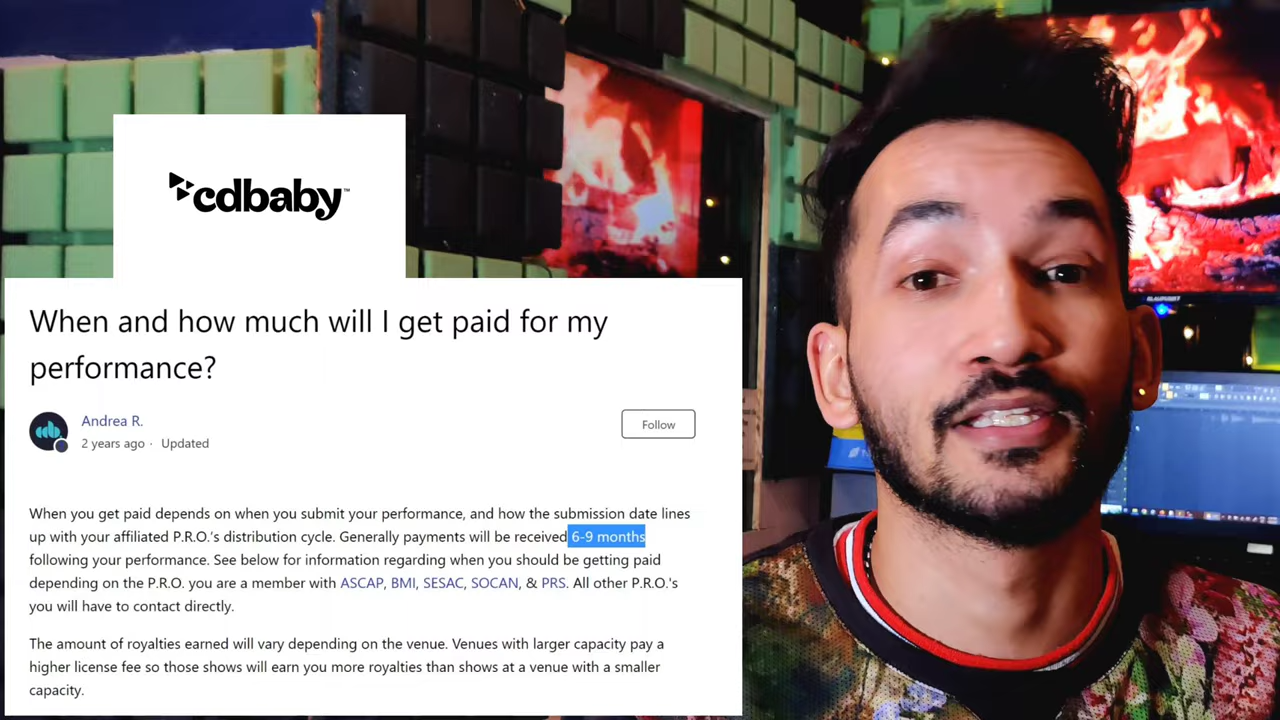 cdbaby™
When and how much will I get paid for my
performance?
Andrea R.
2 years ago · Updated
Follow
When you get paid depends on when you submit your performance, and how the submission date lines
up with your affiliated P.R.O.'s distribution cycle. Generally payments will be received 6-9 months
following your performance. See below for information regarding when you should be getting paid
depending on the P.R.O. you are a member with ASCAP, BMI, SESAC, SOCAN, & PRS. All other P.R.O.'s
you will have to contact directly.
The amount of royalties earned will vary depending on the venue. Venues with larger capacity pay a
higher license fee so those shows will earn you more royalties than shows at a venue with a smaller
capacity.
BLAUPUNKT